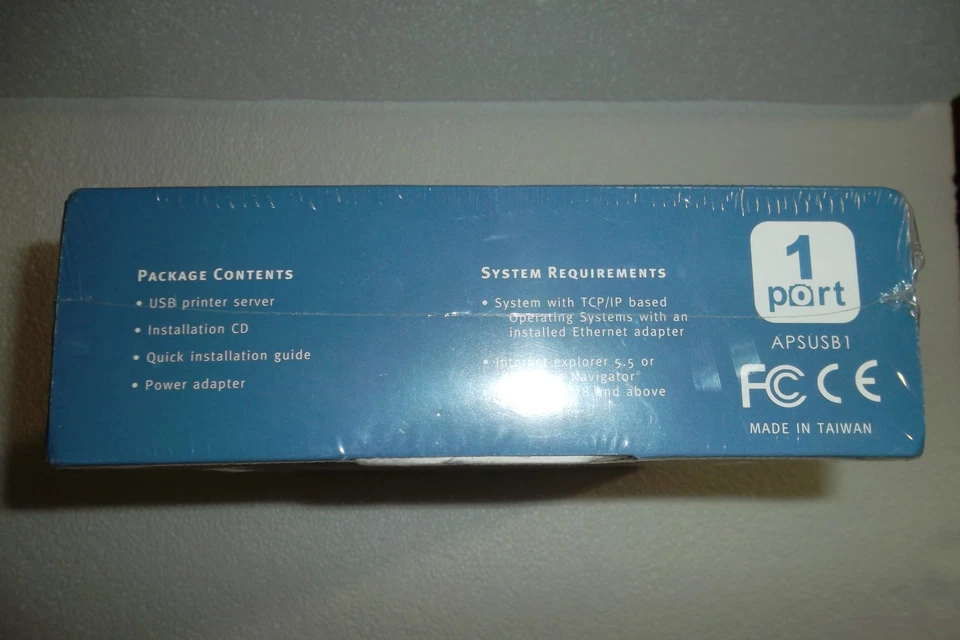 PACKAGE CONTENTS
• USB printer server
• Installation CD
• Quick installation guide
• Power adapter
SYSTEM REQUIREMENTS
• System with TCP/IP based
Operating Systems with an
installed Ethernet adapter
• Internet explorer 5.5 or
Navigator
and above
1
port
APSUSB1
FC CE
MADE IN TAIWAN